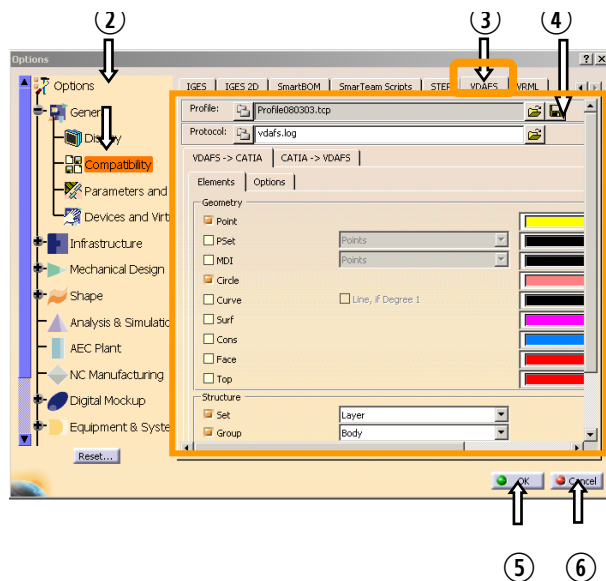 ② ③ ④
Options
Options
General
Display
Compatibility
Parameters and
Devices and Virt
Infrastructure
Mechanical Design
Shape
Analysis & Simulatio
AEC Plant
NC Manufacturing
Digital Mockup
Equipment & Syste
Reset...
IGES IGES 2D SmartBOM SmarTeam Scripts STEP VDAFS VRML
Profile: Profile080303.tcp
Protocol: vdafs.log
VDAFS -> CATIA CATIA -> VDAFS
Elements Options
Geometry
Point
PSet Points
MDI Points
Circle
Curve Line, if Degree 1
Surf
Cons
Face
Top
Structure
Set Layer
Group Body
OK Cancel
⑤ ⑥